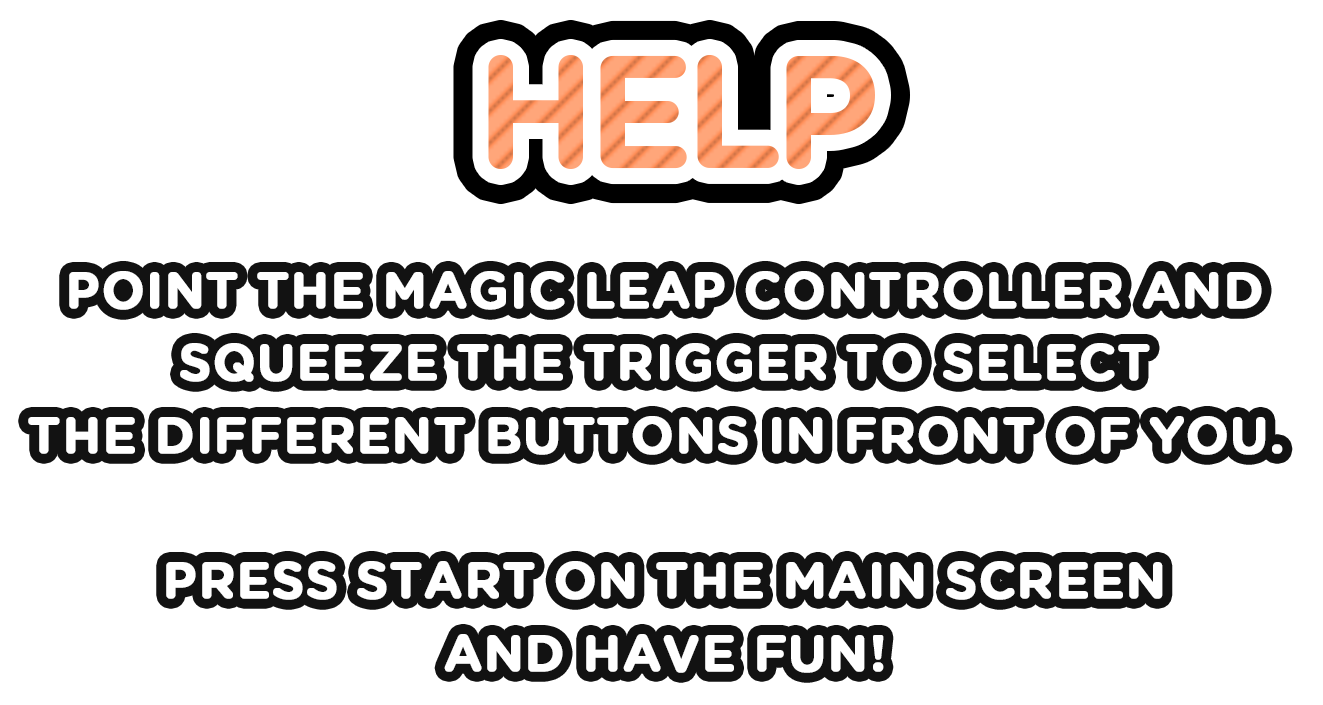 HELP
POINT THE MAGIC LEAP CONTROLLER AND
SQUEEZE THE TRIGGER TO SELECT
THE DIFFERENT BUTTONS IN FRONT OF YOU.
PRESS START ON THE MAIN SCREEN
AND HAVE FUN!